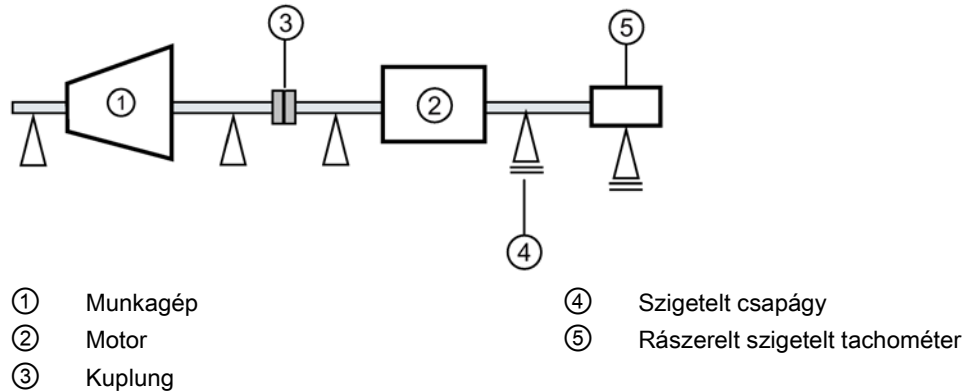 ③
⑤
①
②
④
① Munkagép
② Motor
③ Kuplung
④ Szigetelt csapágy
⑤ Rászerelt szigetelt tachométer